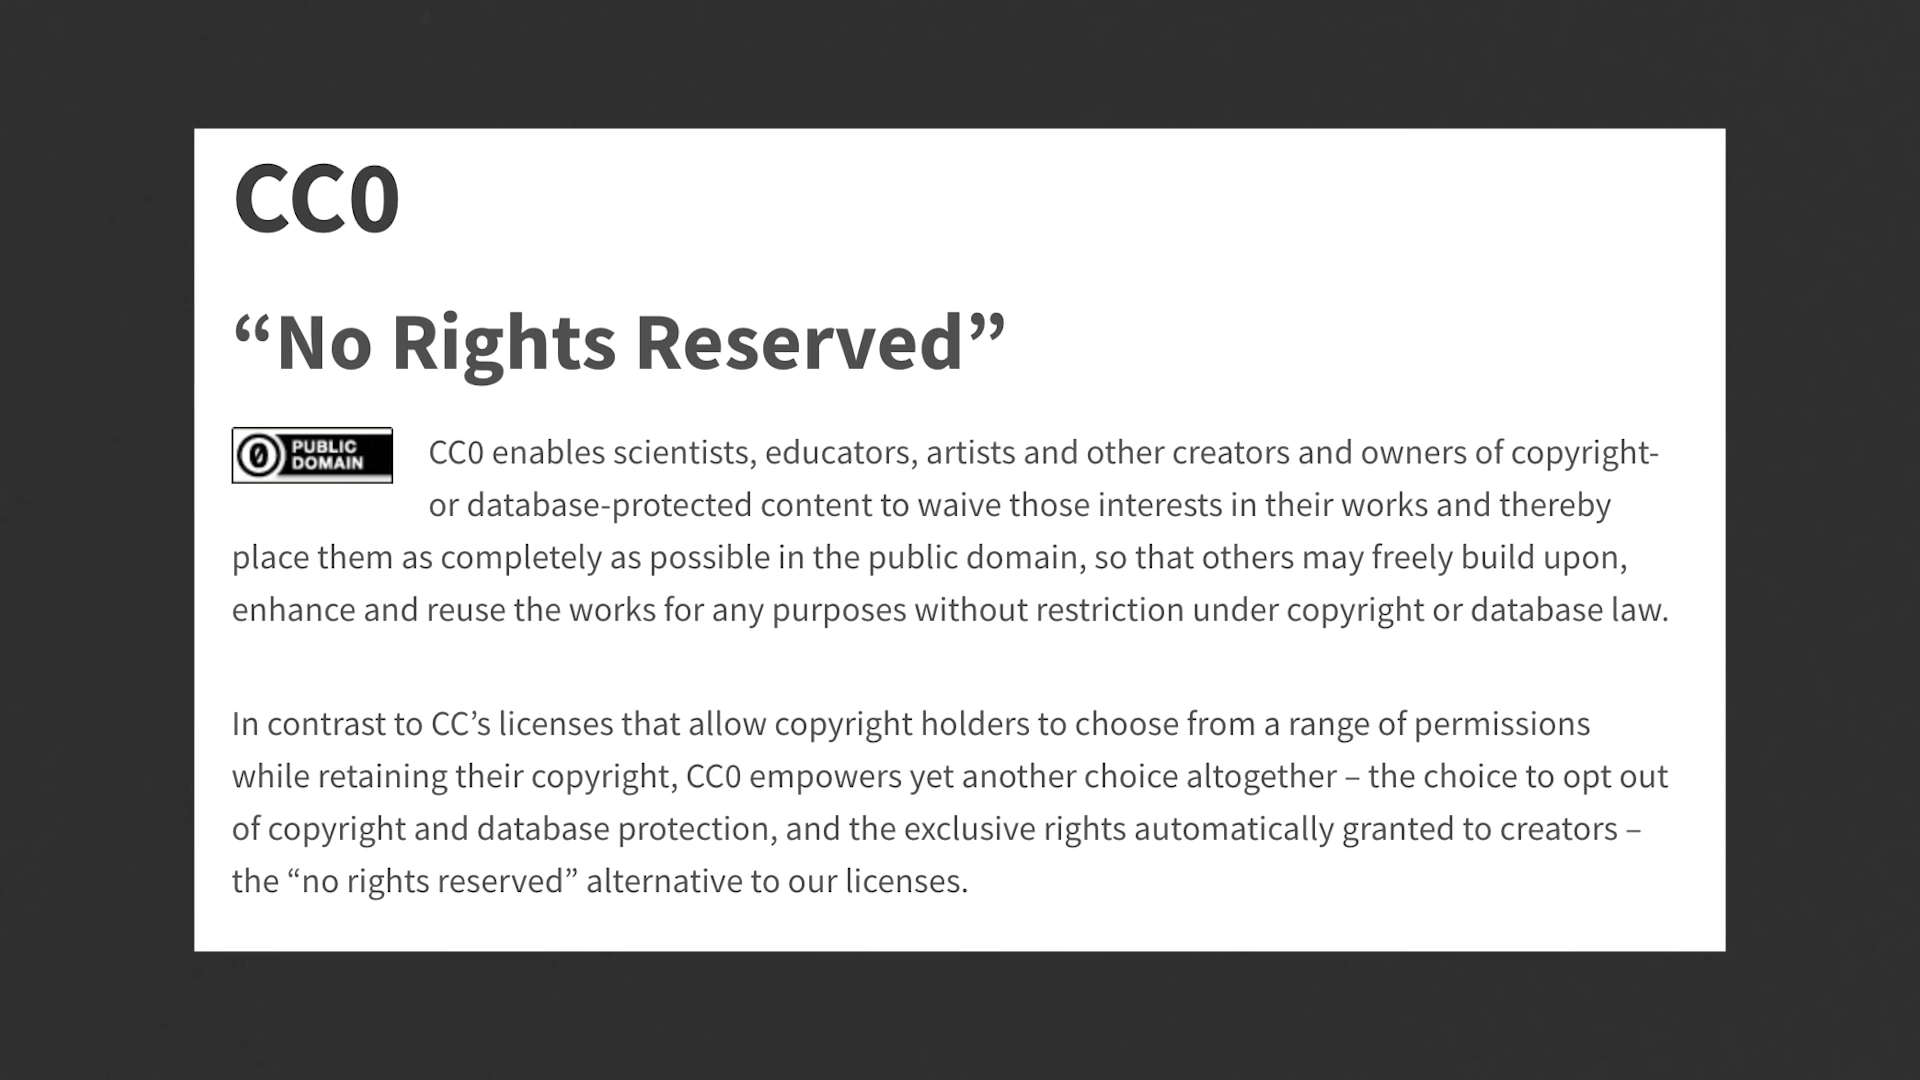 CC0
“No Rights Reserved”
PUBLIC
DOMAIN
CC0 enables scientists, educators, artists and other creators and owners of copyright-
or database-protected content to waive those interests in their works and thereby
place them as completely as possible in the public domain, so that others may freely build upon,
enhance and reuse the works for any purposes without restriction under copyright or database law.
In contrast to CC’s licenses that allow copyright holders to choose from a range of permissions
while retaining their copyright, CC0 empowers yet another choice altogether – the choice to opt out
of copyright and database protection, and the exclusive rights automatically granted to creators –
the “no rights reserved” alternative to our licenses.